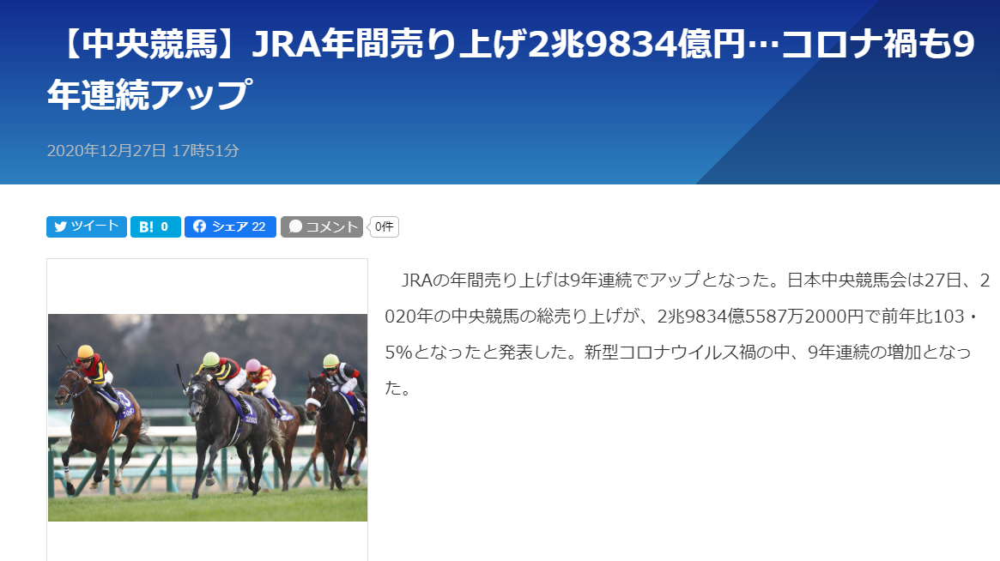 【中央競馬】JRA年間売り上げ2兆9834億円…コロナ禍も9
年連続アップ
2020年12月27日 17時51分
ツイート B! 0 シェア 22 コメント 0件
JRAの年間売り上げは9年連続でアップとなった。日本中央競馬会は27日、2
020年の中央競馬の総売り上げが、2兆9834億5587万2000円で前年比103・
5%となったと発表した。新型コロナウイルス禍の中、9年連続の増加となっ
た。